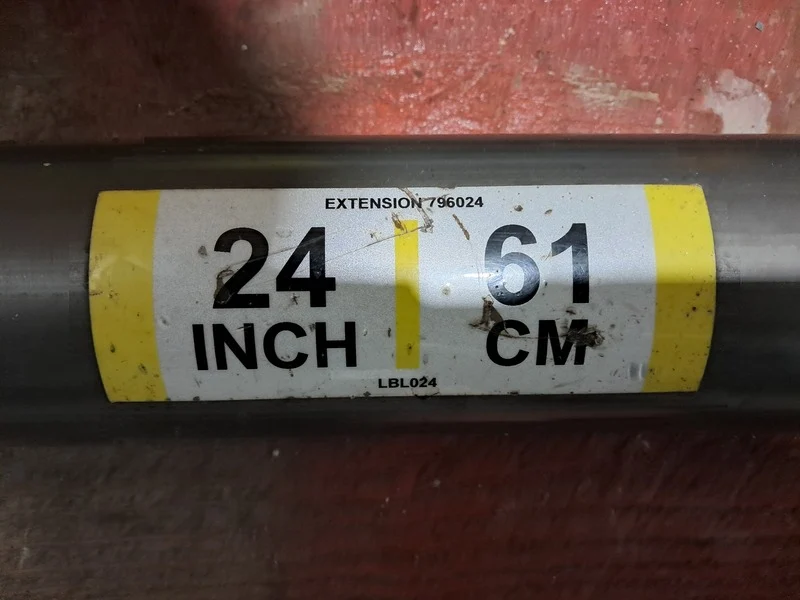 EXTENSION 796024
24 61
INCH CM
LBL024